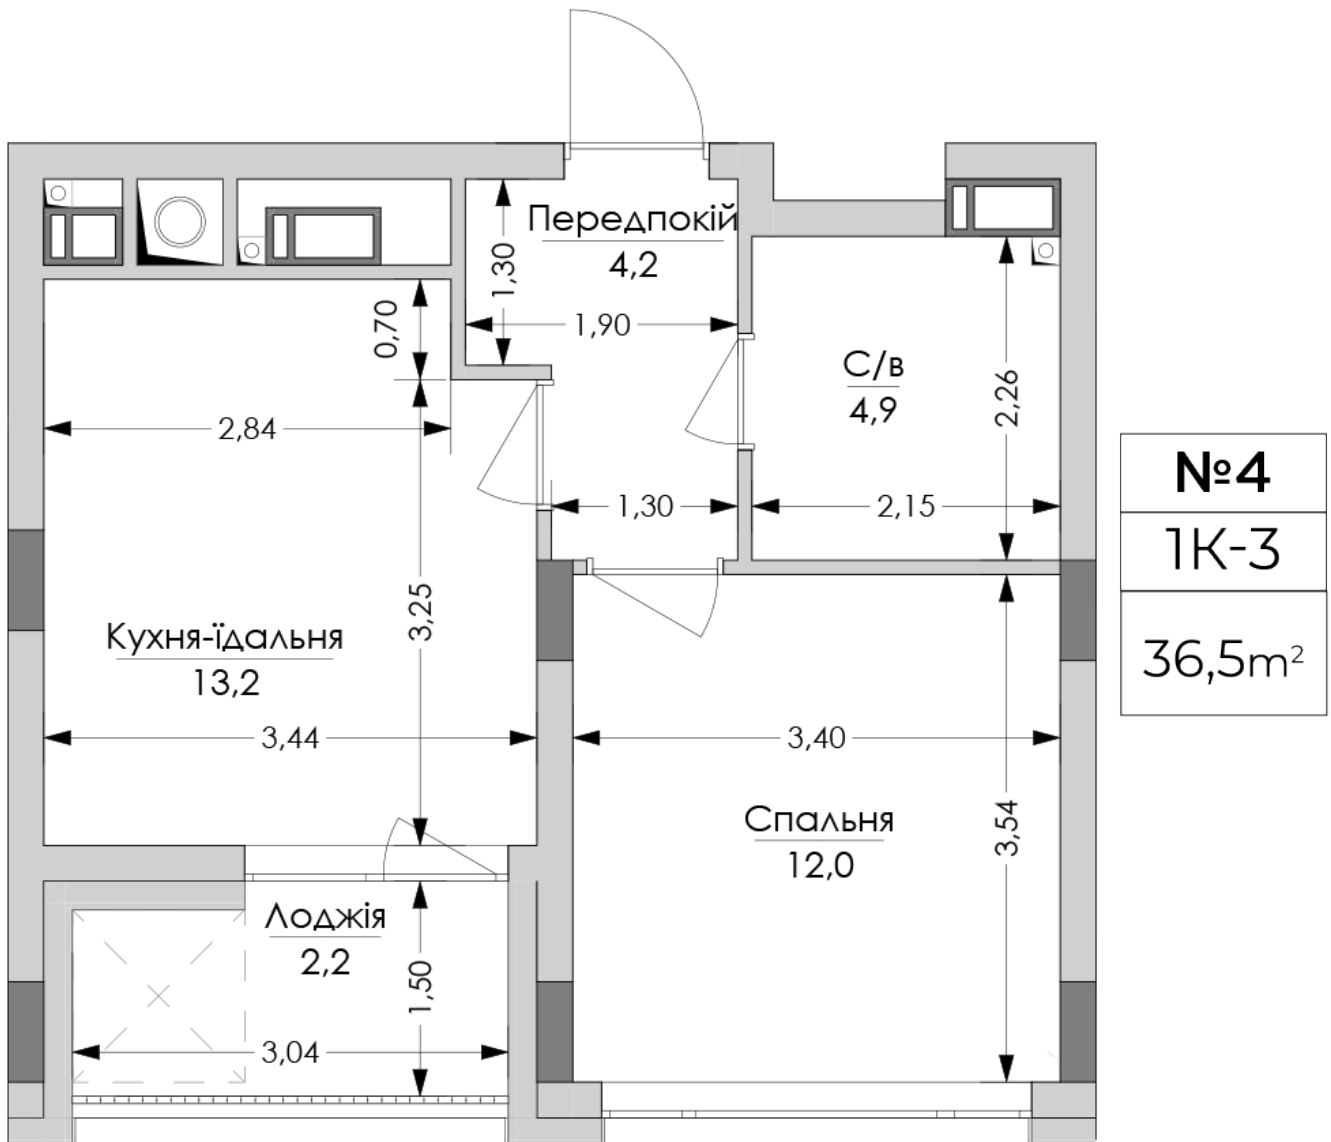 Передпокій
4,2
1,30
1,90
0,70
С/в
4,9
2,26
2,84
1,30
2,15
№4
1К-3
36,5m²
3,25
Кухня-їдальня
13,2
3,44
3,40
Спальня
12,0
3,54
Лоджія
2,2
1,50
3,04